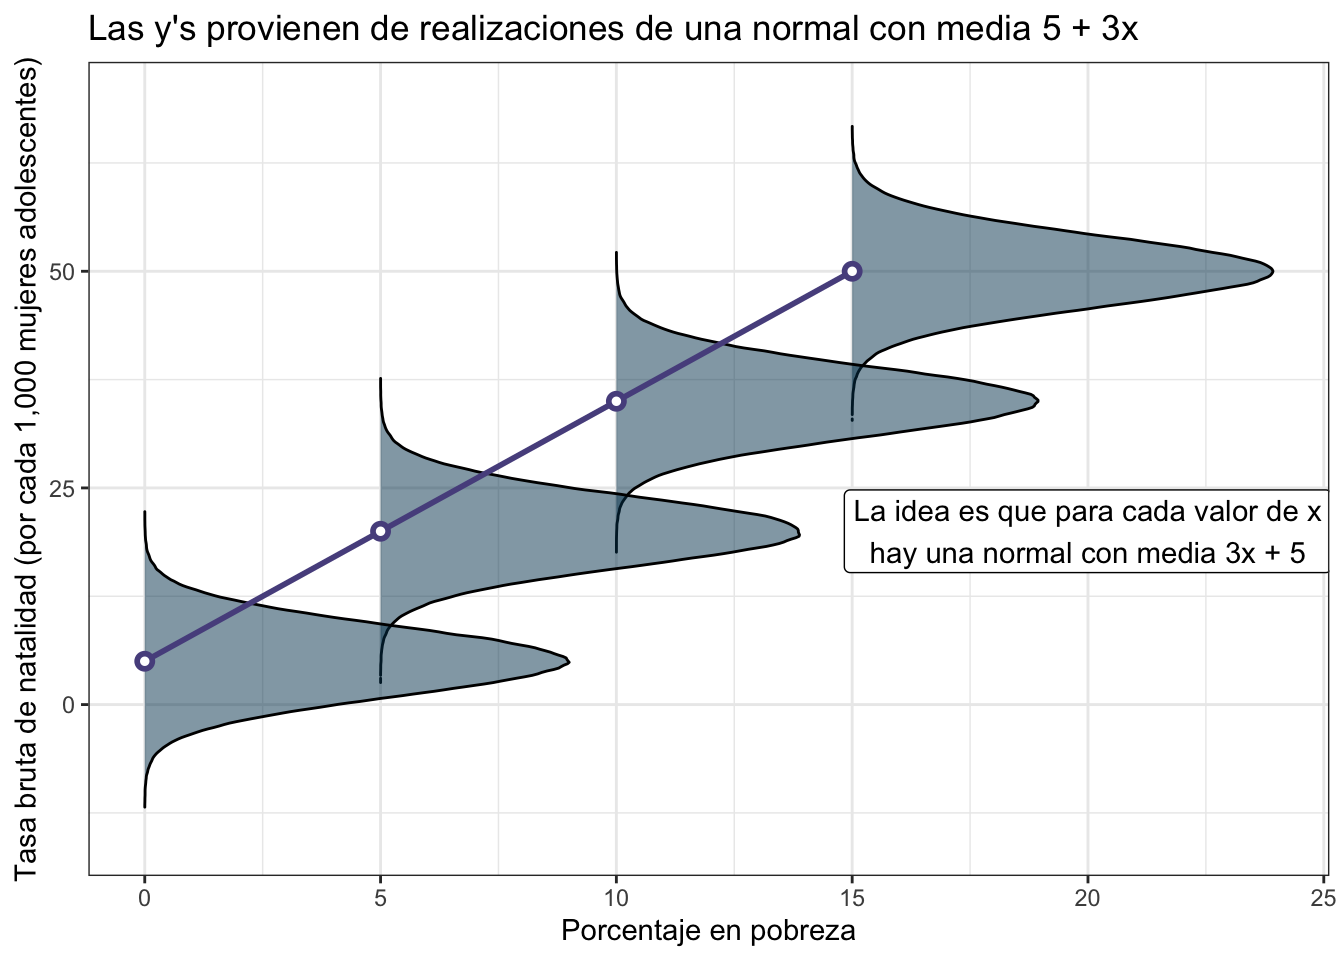 Las y's provienen de realizaciones de una normal con media 5 + 3x
Tasa bruta de natalidad (por cada 1,000 mujeres adolescentes)
50
25
0
La idea es que para cada valor de x
hay una normal con media 3x + 5
0 5 10 15 20 25
Porcentaje en pobreza